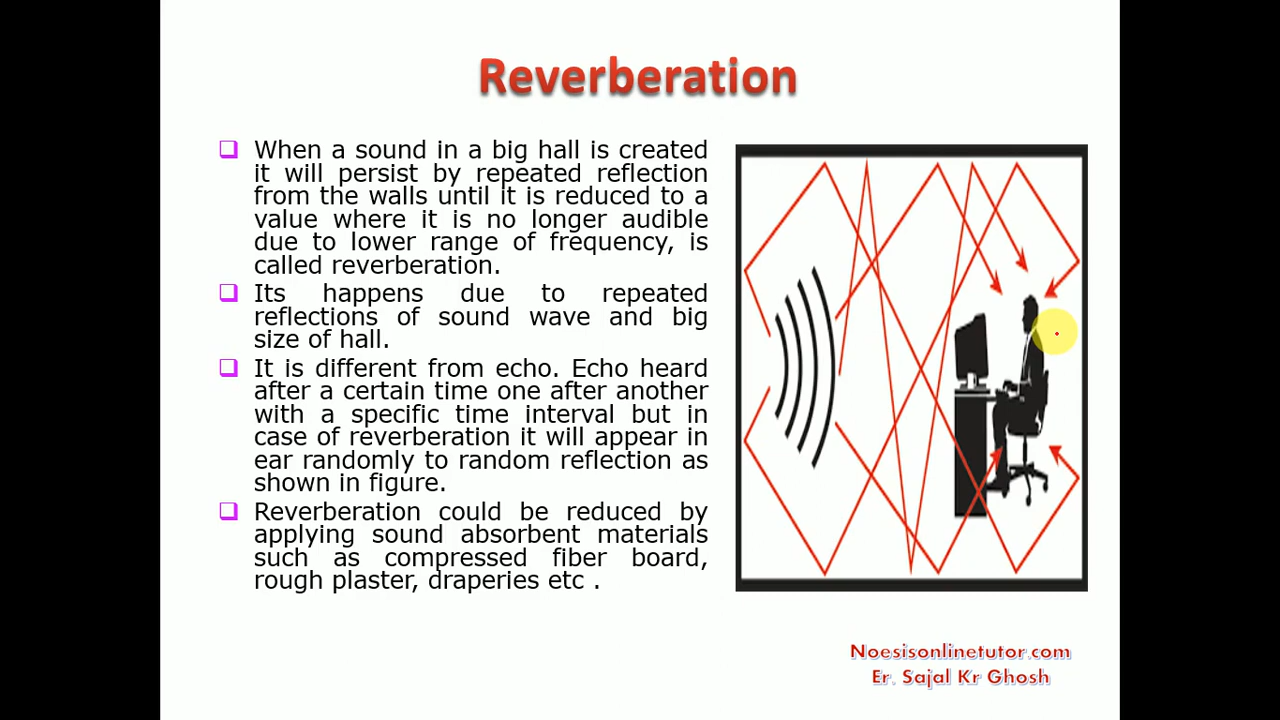 Reverberation
When a sound in a big hall is created
it will persist by repeated reflection
from the walls until it is reduced to a
value where it is no longer audible
due to lower range of frequency, is
called reverberation.
Its happens due to repeated
reflections of sound wave and big
size of hall.
It is different from echo. Echo heard
after a certain time one after another
with a specific time interval but in
case of reverberation it will appear in
ear randomly to random reflection as
shown in figure.
Reverberation could be reduced by
applying sound absorbent materials
such as compressed fiber board,
rough plaster, draperies etc .
Noesisonlinetutor.com
Er. Sajal Kr Ghosh